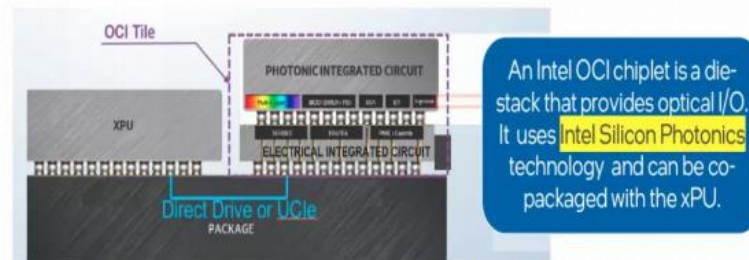 OCI Tile
PHOTONIC INTEGRATED CIRCUIT
XPU
ELECTRICAL INTEGRATED CIRCUIT
Direct Drive or UCIe
PACKAGE
An Intel OCI chiplet is a die-
stack that provides optical I/O.
It uses Intel Silicon Photonics
technology and can be co-
packaged with the xPU.